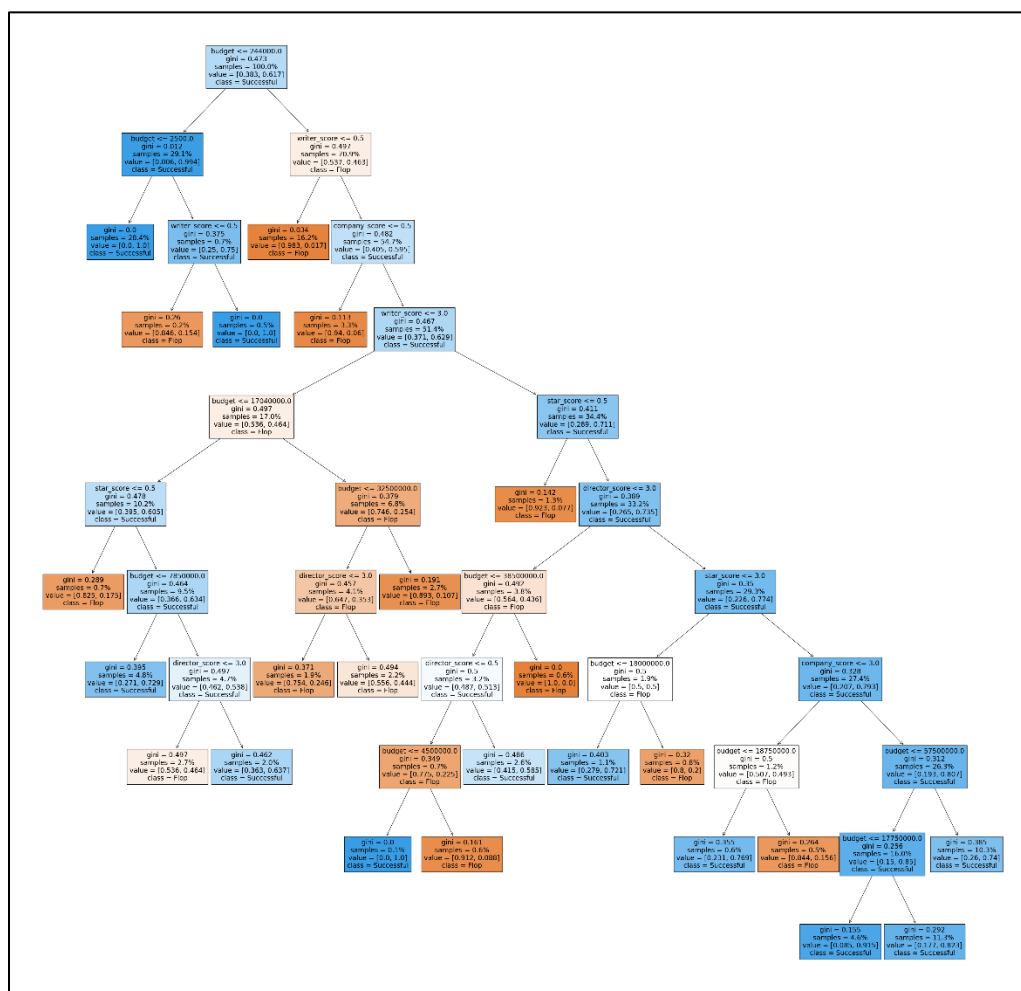 budget <= 244000.0
gini = 0.473
samples = 100.0%
value = [0.383, 0.617]
class = Successful
budget <= 2500.0
gini = 0.012
samples = 29.1%
value = [0.006, 0.994]
class = Successful
writer_score <= 0.5
gini = 0.497
samples = 70.9%
value = [0.537, 0.463]
class = Flop
gini = 0.0
samples = 28.4%
value = [0.0, 1.0]
class = Successful
writer_score <= 0.5
gini = 0.375
samples = 0.7%
value = [0.25, 0.75]
class = Successful
gini = 0.034
samples = 16.2%
value = [0.983, 0.017]
class = Flop
company_score <= 0.5
gini = 0.482
samples = 54.7%
value = [0.405, 0.595]
class = Successful
gini = 0.26
samples = 0.2%
value = [0.846, 0.154]
class = Flop
gini = 0.0
samples = 0.5%
value = [0.0, 1.0]
class = Successful
gini = 0.113
samples = 3.3%
value = [0.94, 0.06]
class = Flop
writer_score <= 3.0
gini = 0.467
samples = 51.4%
value = [0.371, 0.629]
class = Successful
budget <= 17040000.0
gini = 0.497
samples = 17.0%
value = [0.536, 0.464]
class = Flop
star_score <= 0.5
gini = 0.411
samples = 34.4%
value = [0.289, 0.711]
class = Successful
star_score <= 0.5
gini = 0.478
samples = 10.2%
value = [0.395, 0.605]
class = Successful
budget <= 32500000.0
gini = 0.379
samples = 6.8%
value = [0.746, 0.254]
class = Flop
gini = 0.142
samples = 1.3%
value = [0.923, 0.077]
class = Flop
director_score <= 3.0
gini = 0.389
samples = 33.2%
value = [0.265, 0.735]
class = Successful
gini = 0.289
samples = 0.7%
value = [0.825, 0.175]
class = Flop
budget <= 7850000.0
gini = 0.464
samples = 9.5%
value = [0.366, 0.634]
class = Successful
director_score <= 3.0
gini = 0.457
samples = 4.1%
value = [0.647, 0.353]
class = Flop
gini = 0.191
samples = 2.7%
value = [0.893, 0.107]
class = Flop
budget <= 38500000.0
gini = 0.492
samples = 3.8%
value = [0.564, 0.436]
class = Flop
star_score <= 3.0
gini = 0.35
samples = 29.3%
value = [0.226, 0.774]
class = Successful
gini = 0.395
samples = 4.8%
value = [0.271, 0.729]
class = Successful
director_score <= 3.0
gini = 0.497
samples = 4.7%
value = [0.462, 0.538]
class = Successful
gini = 0.371
samples = 1.9%
value = [0.754, 0.246]
class = Flop
gini = 0.494
samples = 2.2%
value = [0.556, 0.444]
class = Flop
director_score <= 0.5
gini = 0.5
samples = 3.2%
value = [0.487, 0.513]
class = Successful
gini = 0.0
samples = 0.6%
value = [1.0, 0.0]
class = Flop
budget <= 18000000.0
gini = 0.5
samples = 1.9%
value = [0.5, 0.5]
class = Flop
company_score <= 3.0
gini = 0.328
samples = 27.4%
value = [0.207, 0.793]
class = Successful
gini = 0.497
samples = 2.7%
value = [0.536, 0.464]
class = Flop
gini = 0.462
samples = 2.0%
value = [0.363, 0.637]
class = Successful
budget <= 4500000.0
gini = 0.349
samples = 0.7%
value = [0.775, 0.225]
class = Flop
gini = 0.486
samples = 2.6%
value = [0.415, 0.585]
class = Successful
gini = 0.403
samples = 1.1%
value = [0.279, 0.721]
class = Successful
gini = 0.32
samples = 0.8%
value = [0.8, 0.2]
class = Flop
budget <= 18750000.0
gini = 0.5
samples = 1.2%
value = [0.507, 0.493]
class = Flop
budget <= 57500000.0
gini = 0.312
samples = 26.3%
value = [0.193, 0.807]
class = Successful
gini = 0.0
samples = 0.1%
value = [0.0, 1.0]
class = Successful
gini = 0.161
samples = 0.6%
value = [0.912, 0.088]
class = Flop
gini = 0.355
samples = 0.6%
value = [0.231, 0.769]
class = Successful
gini = 0.264
samples = 0.5%
value = [0.844, 0.156]
class = Flop
budget <= 17750000.0
gini = 0.256
samples = 16.0%
value = [0.15, 0.85]
class = Successful
gini = 0.385
samples = 10.3%
value = [0.26, 0.74]
class = Successful
gini = 0.155
samples = 4.6%
value = [0.085, 0.915]
class = Successful
gini = 0.292
samples = 11.3%
value = [0.177, 0.823]
class = Successful